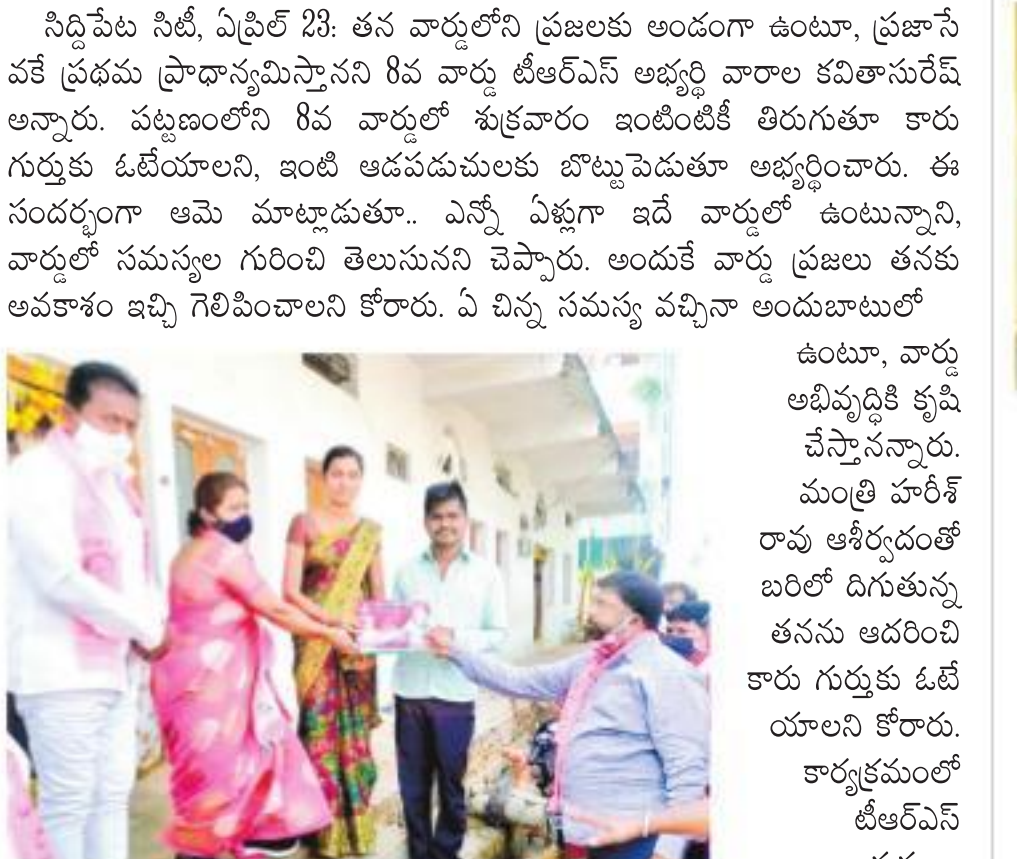 సిద్దిపేట సిటీ, ఏప్రిల్ 23: తన వార్డులోని ప్రజలకు అండంగా ఉంటూ, ప్రజాసే
వకే ప్రథమ ప్రాధాన్యమిస్తానని 8వ వార్డు టీఆర్ఎస్ అభ్యర్థి వారాల కవితాసురేష్
అన్నారు. పట్టణంలోని 8వ వార్డులో శుక్రవారం ఇంటింటికీ తిరుగుతూ కారు
గుర్తుకు ఓటేయాలని, ఇంటి ఆడపడుచులకు బొట్టుపెడుతూ అభ్యర్థించారు. ఈ
సందర్భంగా ఆమె మాట్లాడుతూ.. ఎన్నో ఏళ్లుగా ఇదే వార్డులో ఉంటున్నాని,
వార్డులో సమస్యల గురించి తెలుసునని చెప్పారు. అందుకే వార్డు ప్రజలు తనకు
అవకాశం ఇచ్చి గెలిపించాలని కోరారు. ఏ చిన్న సమస్య వచ్చినా అందుబాటులో
ఉంటూ, వార్డు
అభివృద్ధికి కృషి
చేస్తానన్నారు.
మంత్రి హరీశ్
రావు ఆశీర్వదంతో
బరిలో దిగుతున్న
తనను ఆదరించి
కారు గుర్తుకు ఓటే
యాలని కోరారు.
కార్యక్రమంలో
టీఆర్ఎస్